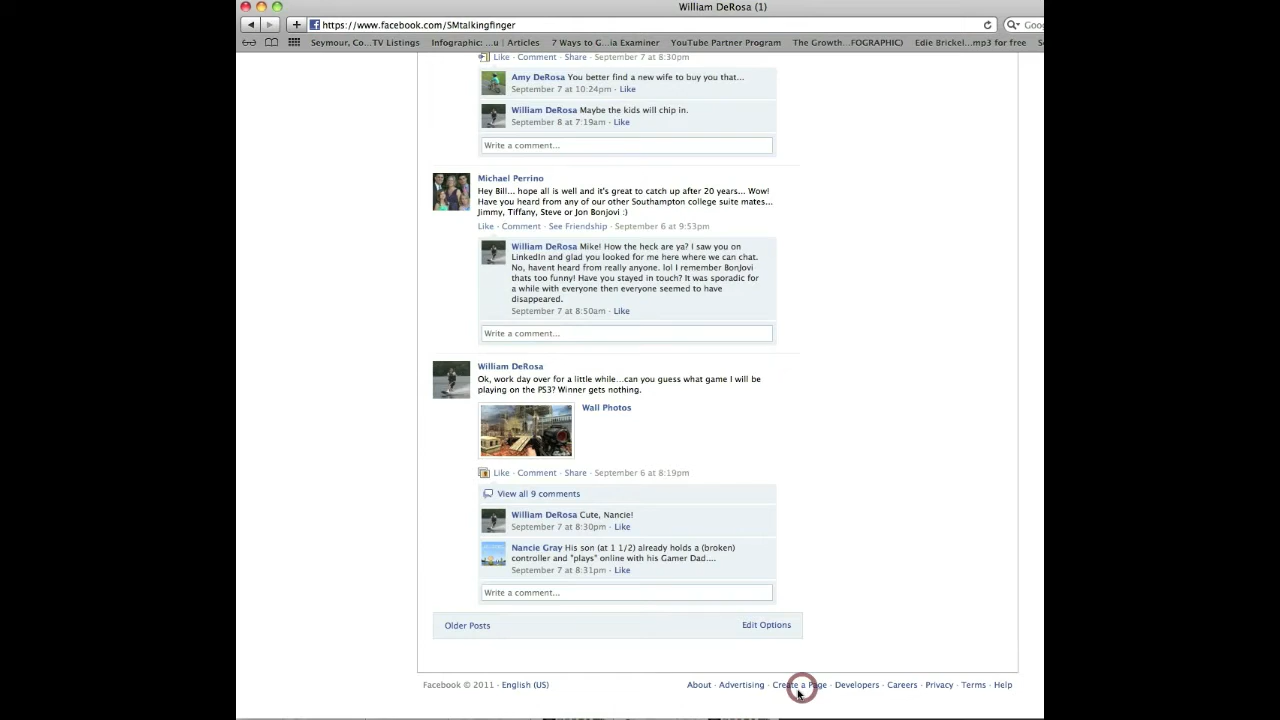 William DeRosa (1)
https://www.facebook.com/SMtalkingfinger
Seymour, Co...TV Listings Infographic: ...u | Articles 7 Ways to G...ia Examiner YouTube Partner Program The Growth...FOGRAPHIC) Edie Brickel...mp3 for free
Like · Comment · Share · September 7 at 8:30pm
Amy DeRosa You better find a new wife to buy you that...
September 7 at 10:24pm · Like
William DeRosa Maybe the kids will chip in.
September 8 at 7:19am · Like
Write a comment...
Michael Perrino
Hey Bill... hope all is well and it's great to catch up after 20 years... Wow!
Have you heard from any of our other Southampton college suite mates...
Jimmy, Tiffany, Steve or Jon Bonjovi :)
Like · Comment · See Friendship · September 6 at 9:53pm
William DeRosa Mike! How the heck are ya? I saw you on
LinkedIn and glad you looked for me here where we can chat.
No, havent heard from really anyone. lol I remember BonJovi
thats too funny! Have you stayed in touch? It was sporadic for
a while with everyone then everyone seemed to have
disappeared.
September 7 at 8:50am · Like
Write a comment...
William DeRosa
Ok, work day over for a little while...can you guess what game I will be
playing on the PS3? Winner gets nothing.
Wall Photos
Like · Comment · Share · September 6 at 8:19pm
View all 9 comments
William DeRosa Cute, Nancie!
September 7 at 8:30pm · Like
Nancie Gray His son (at 1 1/2) already holds a (broken)
controller and "plays" online with his Gamer Dad....
September 7 at 8:31pm · Like
Write a comment...
Older Posts Edit Options
Facebook © 2011 · English (US) About · Advertising · Create a Page · Developers · Careers · Privacy · Terms · Help